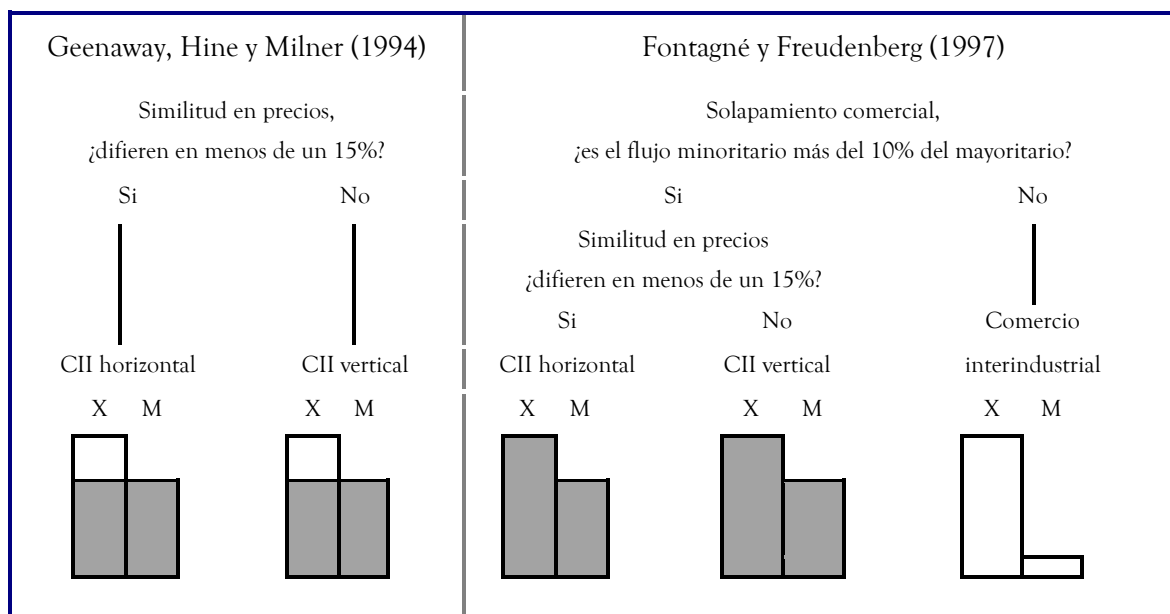 Geenaway, Hine y Milner (1994)
Similitud en precios,
¿difieren en menos de un 15%?
Si No
CII horizontal CII vertical
X M X M
Fontagné y Freudenberg (1997)
Solapamiento comercial,
¿es el flujo minoritario más del 10% del mayoritario?
Si No
Similitud en precios
¿difieren en menos de un 15%?
Si No Comercio
CII horizontal CII vertical interindustrial
X M X M X M